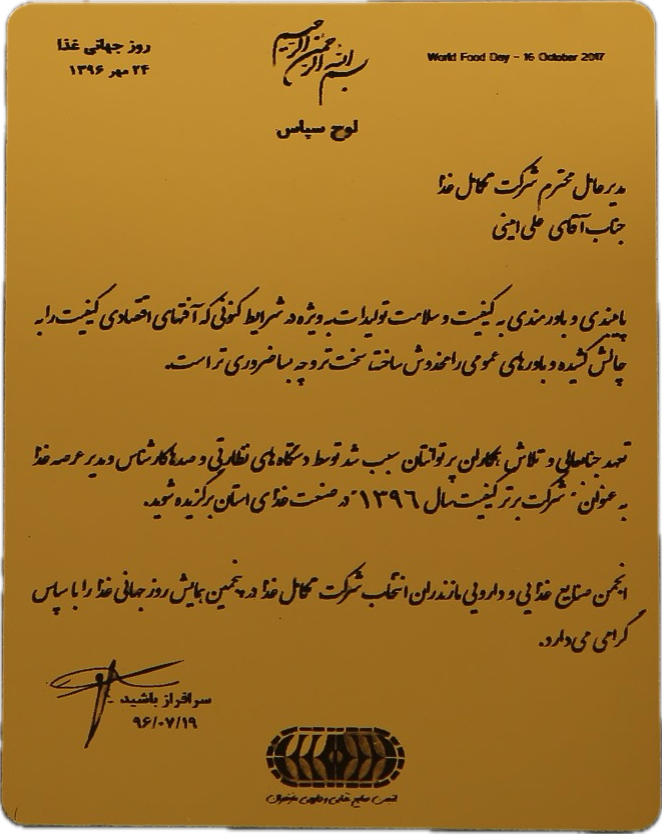 روز جهانی غذا
۲۴ مهر ۱۳۹۶
بسم الله الرحمن الرحیم
World Food Day - 16 October 2017
لوح سپاس
مدیرعامل محترم شرکت تکامل غذا
جناب آقای علی امینی
پایبندی و باورمندی به کیفیت و سلامت تولیدات به ویژه در شرایط کنونی که آفتهای اقتصادی کیفیت را به
چالش کشیده و باورهای عمومی را مخدوش ساخته سخت تر و چه بسا ضروری تر است.
تعهد جنابعالی و تلاش همکاران پرتوانتان سبب شد توسط دستگاه های نظارتی و صدها کارشناس و مدیر عرصه غذا
به عنوان "شرکت برتر کیفیت سال ۱۳۹۶" در صنعت غذای استان برگزیده شوید.
انجمن صنایع غذایی و دارویی مازندران انتخاب شرکت تکامل غذا در پنجمین همایش روز جهانی غذا را با سپاس
گرامی می دارد.
سرافراز باشید
۹۶/۰۷/۱۹
انجمن صنایع غذایی و دارویی مازندران